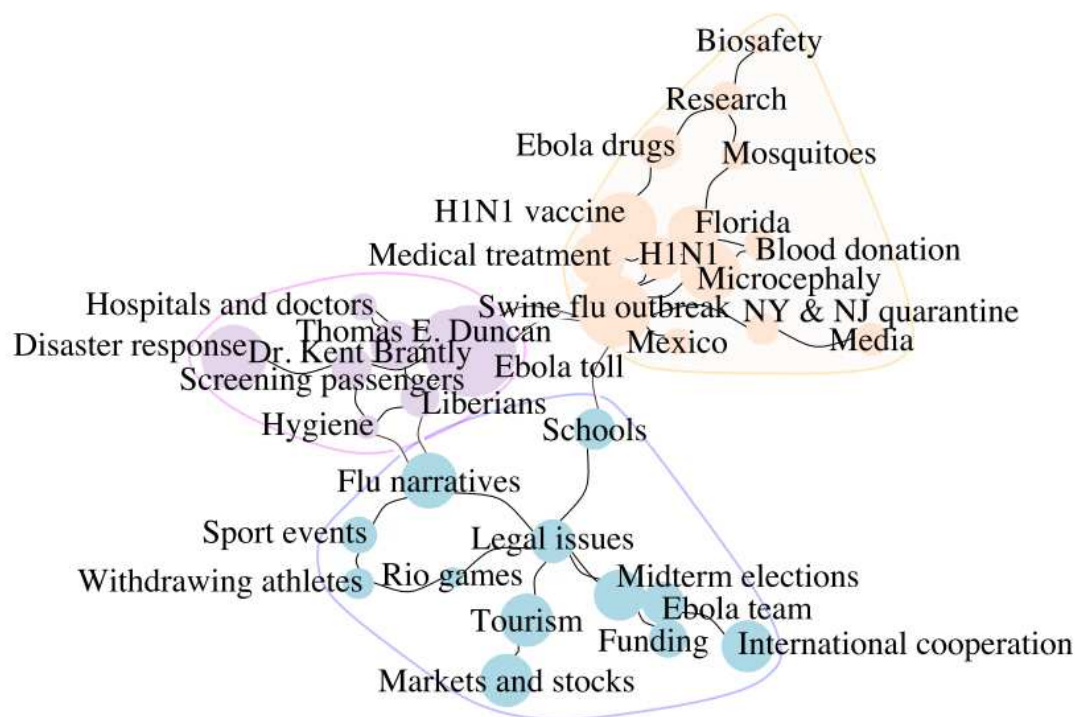 Biosafety
Research
Ebola drugs
Mosquitoes
H1N1 vaccine
Florida
Medical treatment
H1N1
Blood donation
Microcephaly
Hospitals and doctors
Swine flu outbreak
NY & NJ quarantine
Thomas E. Duncan
Disaster response
Dr. Kent Brantly
Mexico
Media
Screening passengers
Ebola toll
Liberians
Hygiene
Schools
Flu narratives
Sport events
Legal issues
Withdrawing athletes
Rio games
Midterm elections
Ebola team
Tourism
Funding
International cooperation
Markets and stocks